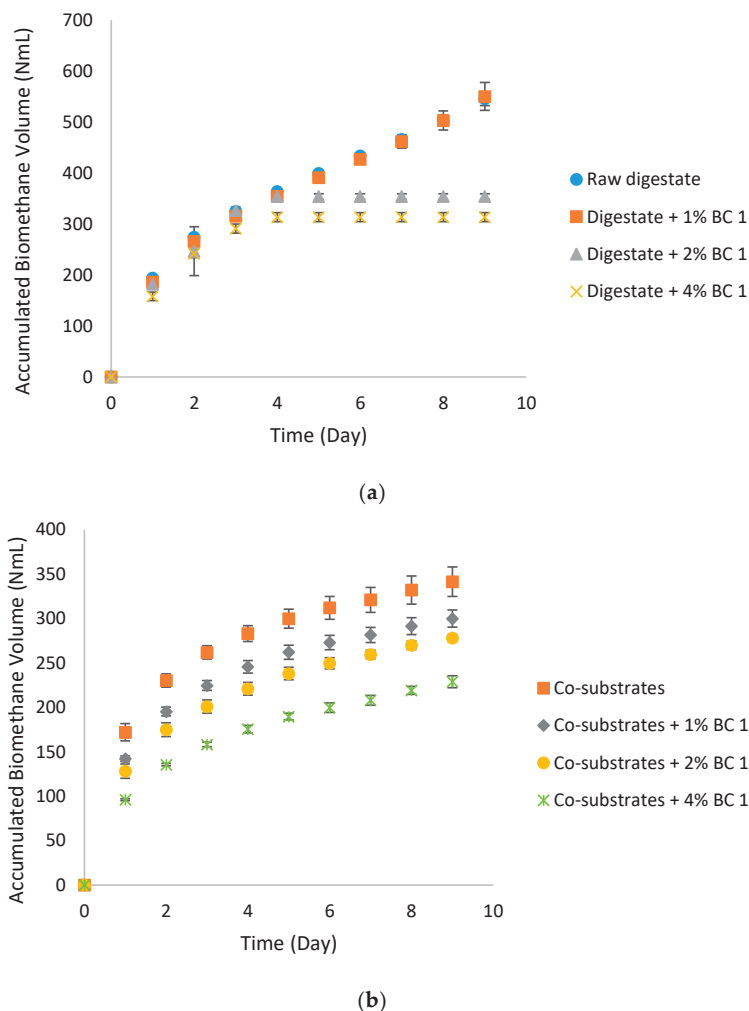 700
600
500
400
300
200
100
0
0 2 4 6 8 10
Accumulated Biomethane Volume (NmL)
Time (Day)
Raw digestate
Digestate + 1% BC 1
Digestate + 2% BC 1
Digestate + 4% BC 1
(a)
400
350
300
250
200
150
100
50
0
0 2 4 6 8 10
Accumulated Biomethane Volume (NmL)
Time (Day)
Co-substrates
Co-substrates + 1% BC 1
Co-substrates + 2% BC 1
Co-substrates + 4% BC 1
(b)